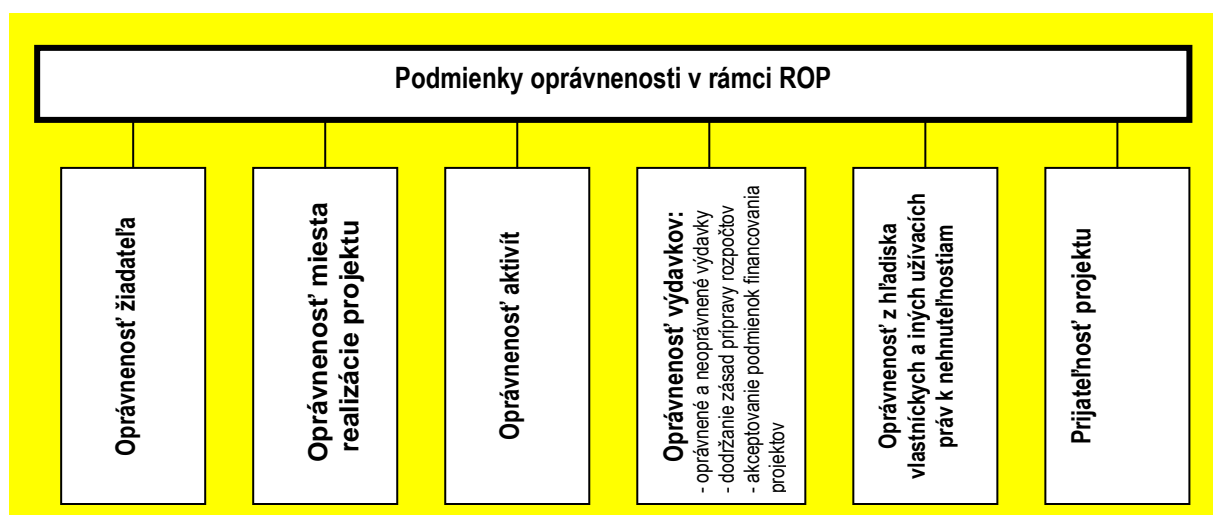 Podmienky oprávnenosti v rámci ROP
Oprávnenosť žiadateľa
Oprávnenosť miesta
realizácie projektu
Oprávnenosť aktivít
Oprávnenosť výdavkov:
- oprávnené a neoprávnené výdavky
- dodržanie zásad prípravy rozpočtov
- akceptovanie podmienok financovania
projektov
Oprávnenosť z hľadiska
vlastníckych a iných užívacích
práv k nehnuteľnostiam
Prijateľnosť projektu